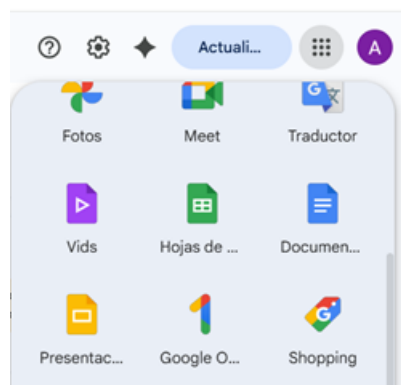 Actuali...
A
Fotos Meet Traductor
Vids Hojas de ... Documen...
Presentac... Google O... Shopping